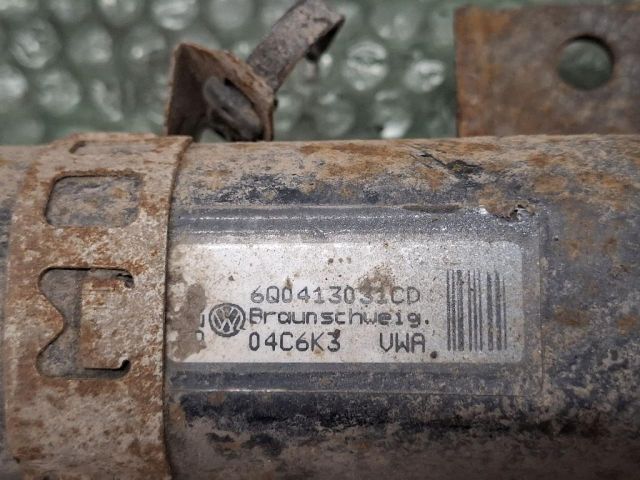 6Q0413031CD
Braunschweig.
04C6K3 VWA